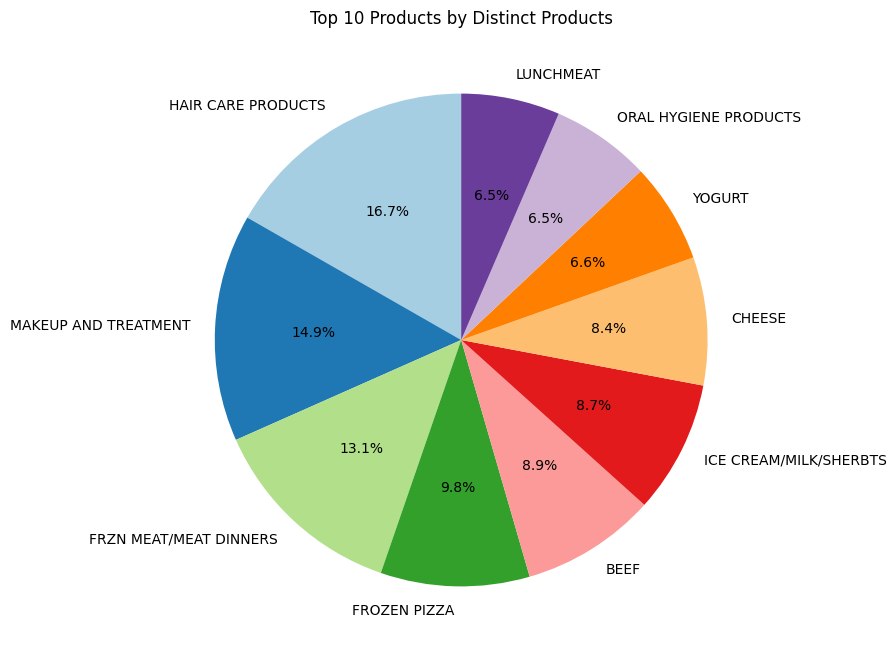 Top 10 Products by Distinct Products
LUNCHMEAT
HAIR CARE PRODUCTS
ORAL HYGIENE PRODUCTS
YOGURT
CHEESE
MAKEUP AND TREATMENT
ICE CREAM/MILK/SHERBTS
FRZN MEAT/MEAT DINNERS
BEEF
FROZEN PIZZA
16.7%
14.9%
13.1%
9.8%
8.9%
8.7%
8.4%
6.6%
6.5%
6.5%